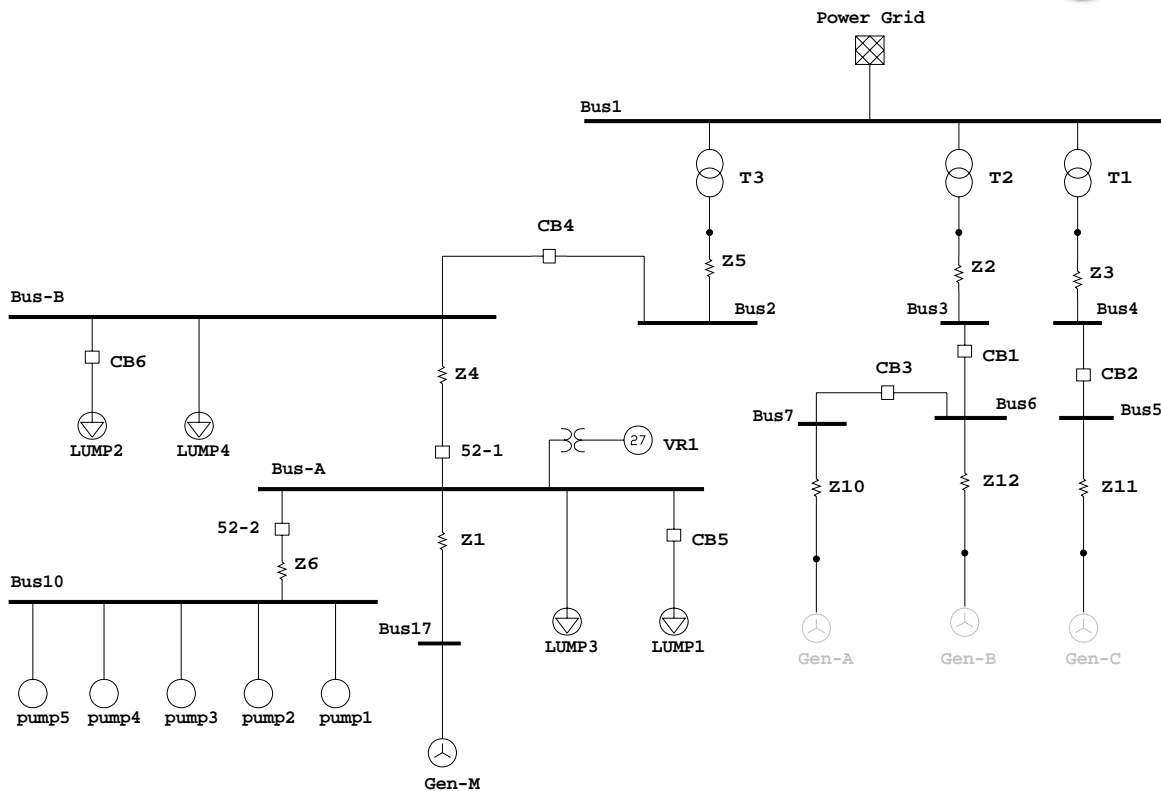 Power Grid
Bus1
T3
T2
T1
CB4
Z5
Z2
Z3
Bus-B
Bus2
Bus3
Bus4
CB6
Z4
CB1
CB3
CB2
Bus7
Bus6
Bus5
LUMP2
LUMP4
52-1
27
VR1
Bus-A
Z10
Z12
Z11
52-2
Z1
CB5
Z6
Bus10
Bus17
LUMP3
LUMP1
Gen-A
Gen-B
Gen-C
pump5
pump4
pump3
pump2
pump1
Gen-M